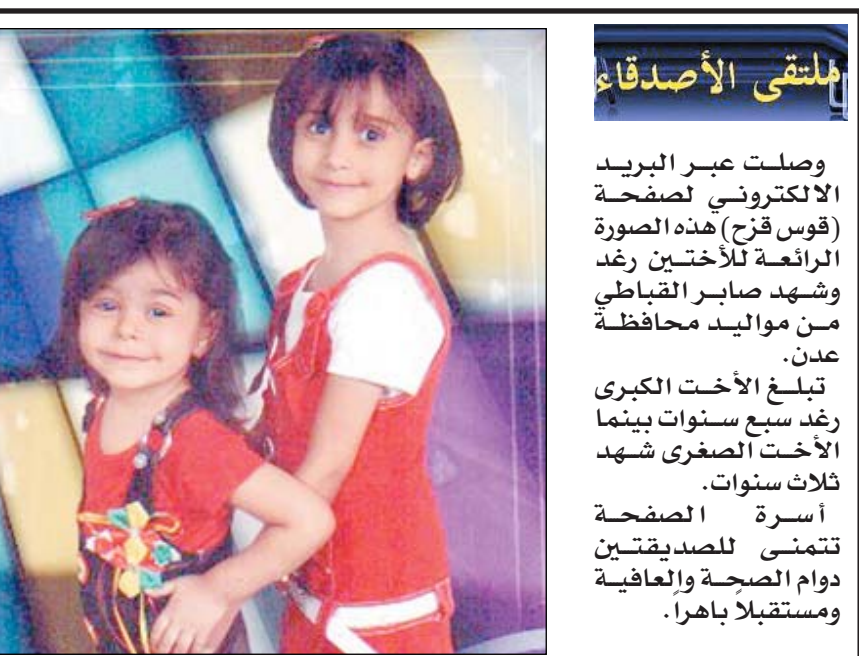 ملتقى الأصدقاء
وصلت عبر البريد
الالكتروني لصفحة
(قوس قزح) هذه الصورة
الرائعة للأختين رغد
وشهد صابر القباطي
من مواليد محافظة
عدن.
تبلغ الأخت الكبرى
رغد سبع سنوات بينما
الأخت الصغرى شهد
ثلاث سنوات.
أسرة الصفحة
تتمنى للصديقتين
دوام الصحة والعافية
ومستقبلاً باهراً.